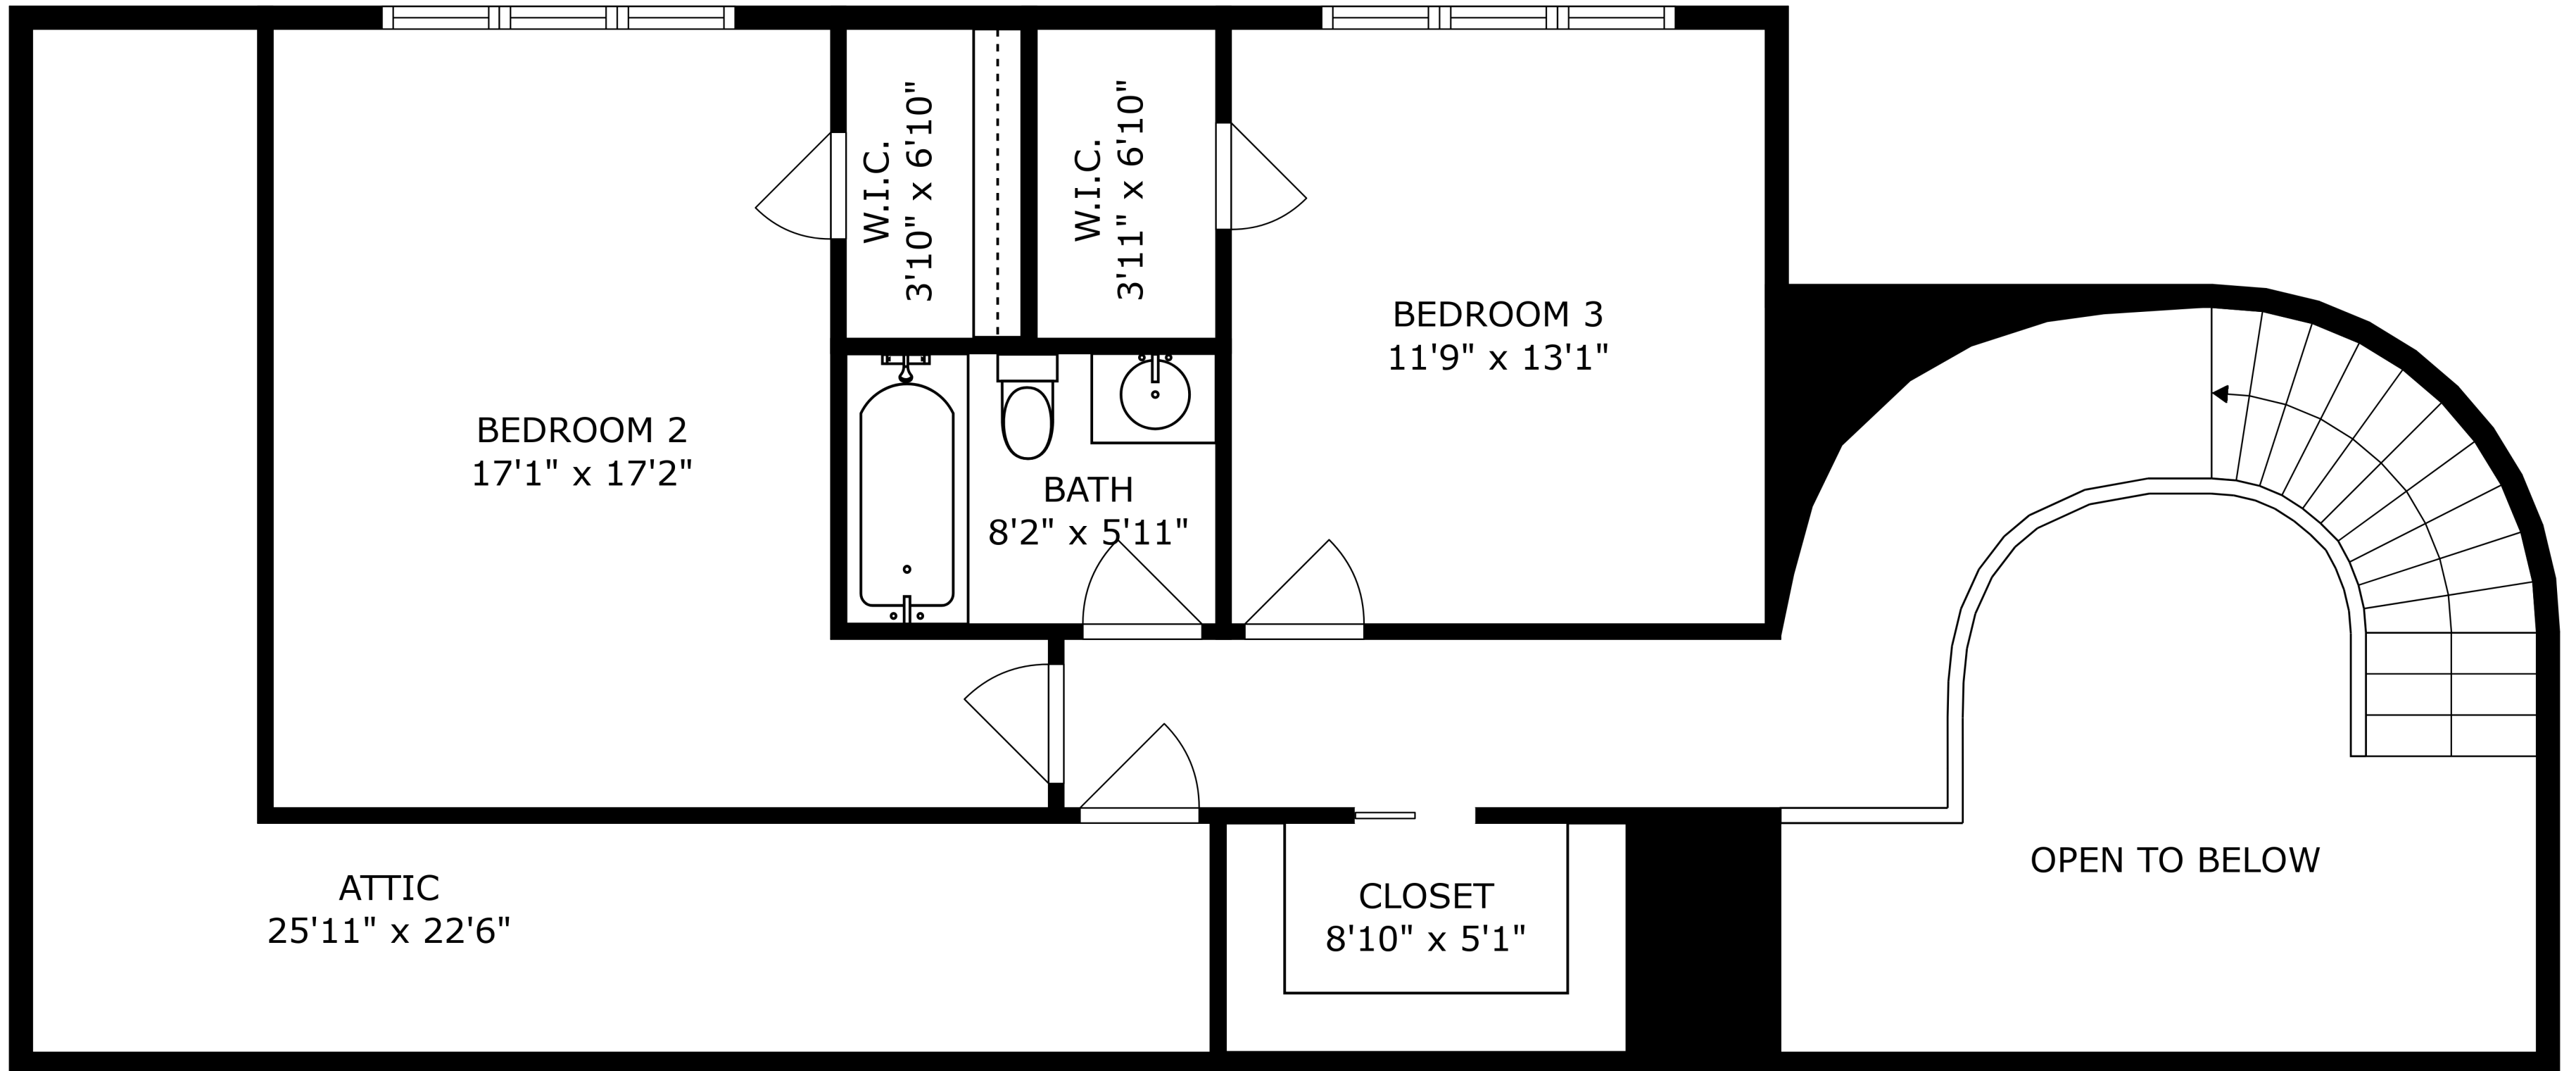 W.I.C.
3'10" x 6'10"
W.I.C.
3'11" x 6'10"
BEDROOM 3
11'9" x 13'1"
BEDROOM 2
17'1" x 17'2"
BATH
8'2" x 5'11"
OPEN TO BELOW
ATTIC
25'11" x 22'6"
CLOSET
8'10" x 5'1"